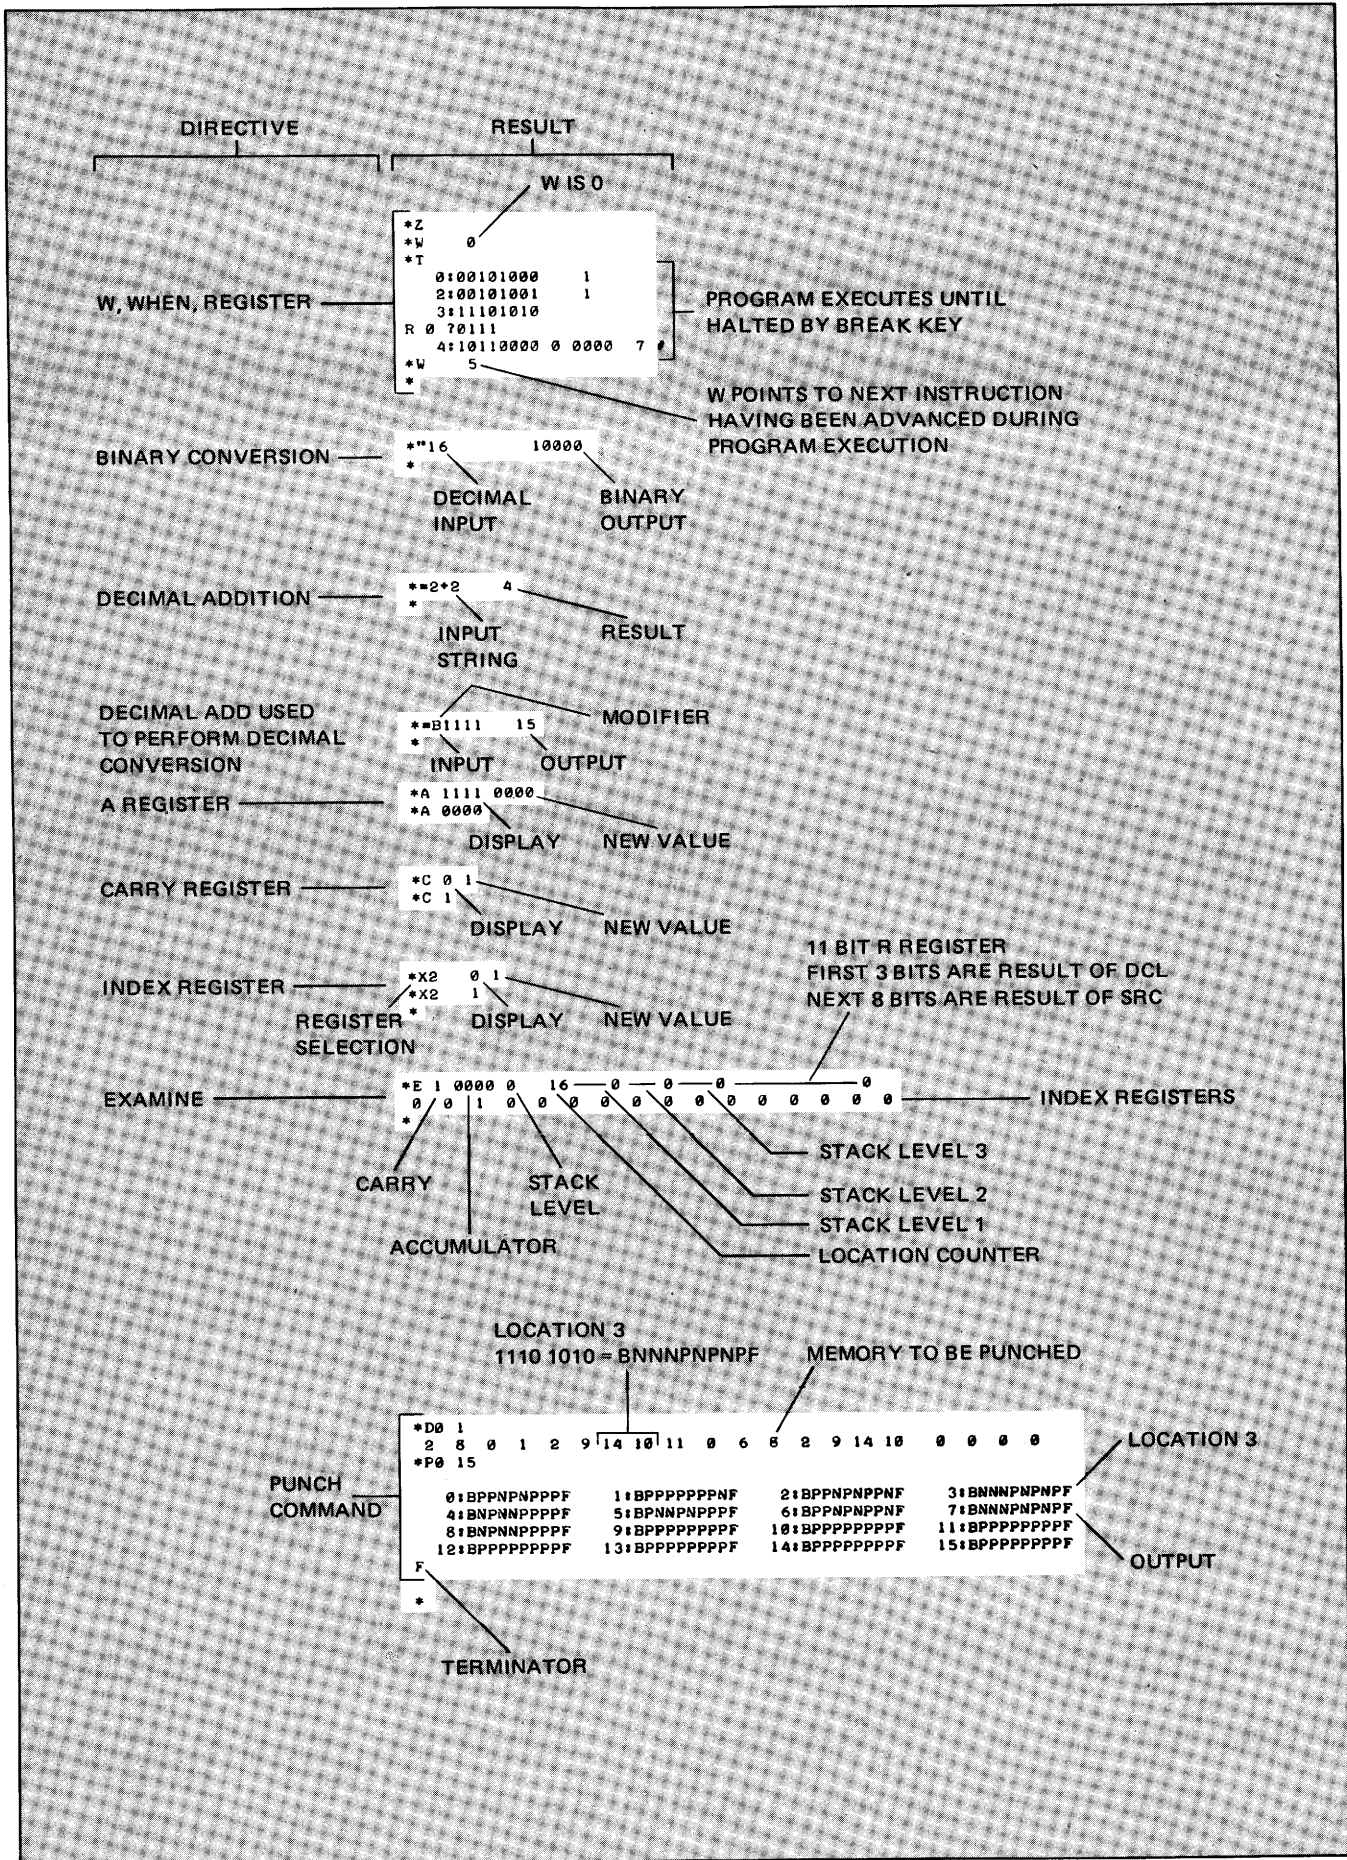 DIRECTIVE RESULT
W IS 0
*Z
*W 0
*T
0:00101000 1
2:00101001 1
3:11101010
R 0 ?0111
4:10110000 0 0000 7 0
*W 5
*
W, WHEN, REGISTER
PROGRAM EXECUTES UNTIL
HALTED BY BREAK KEY
W POINTS TO NEXT INSTRUCTION
HAVING BEEN ADVANCED DURING
PROGRAM EXECUTION
BINARY CONVERSION
*"16 10000
*
DECIMAL
INPUT
BINARY
OUTPUT
DECIMAL ADDITION
*=2+2 4
*
INPUT
STRING
RESULT
DECIMAL ADD USED
TO PERFORM DECIMAL
CONVERSION
*=B1111 15
*
MODIFIER
INPUT OUTPUT
A REGISTER
*A 1111 0000
*A 0000
DISPLAY NEW VALUE
CARRY REGISTER
*C 0 1
*C 1
DISPLAY NEW VALUE
11 BIT R REGISTER
FIRST 3 BITS ARE RESULT OF DCL
NEXT 8 BITS ARE RESULT OF SRC
INDEX REGISTER
*X2 0 1
*X2 1
*
REGISTER
SELECTION
DISPLAY NEW VALUE
EXAMINE
*E 1 0000 0 16 0 0 0 0
0 0 1 0 0 0 0 0 0 0 0 0 0 0 0 0
*
INDEX REGISTERS
STACK LEVEL 3
CARRY
STACK
LEVEL
STACK LEVEL 2
STACK LEVEL 1
ACCUMULATOR
LOCATION COUNTER
LOCATION 3
1110 1010 = BNNNPNPNPF
MEMORY TO BE PUNCHED
*D0 1
2 8 0 1 2 9 14 10 11 0 6 8 2 9 14 10 0 0 0 0
*P0 15
LOCATION 3
PUNCH
COMMAND
0:BPPNPNPPPF 1:BPPPPPPPNF 2:BPPNPNPPNF 3:BNNNPNPNPF
4:BNPNNPPPPF 5:BPNNPNPPPF 6:BPPNPNPPNF 7:BNNNPNPNPF
8:BNPNNPPPPF 9:BPPPPPPPPF 10:BPPPPPPPPF 11:BPPPPPPPPF
12:BPPPPPPPPF 13:BPPPPPPPPF 14:BPPPPPPPPF 15:BPPPPPPPPF
F
OUTPUT
*
TERMINATOR